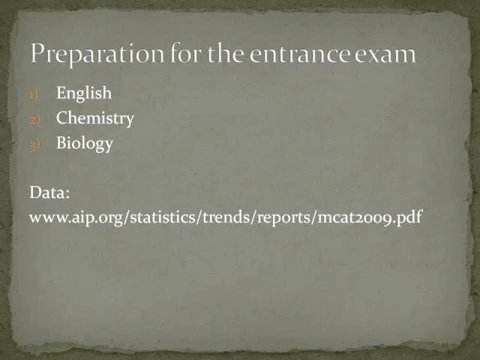 Preparation for the entrance exam
1) English
2) Chemistry
3) Biology
Data:
www.aip.org/statistics/trends/reports/mcat2009.pdf